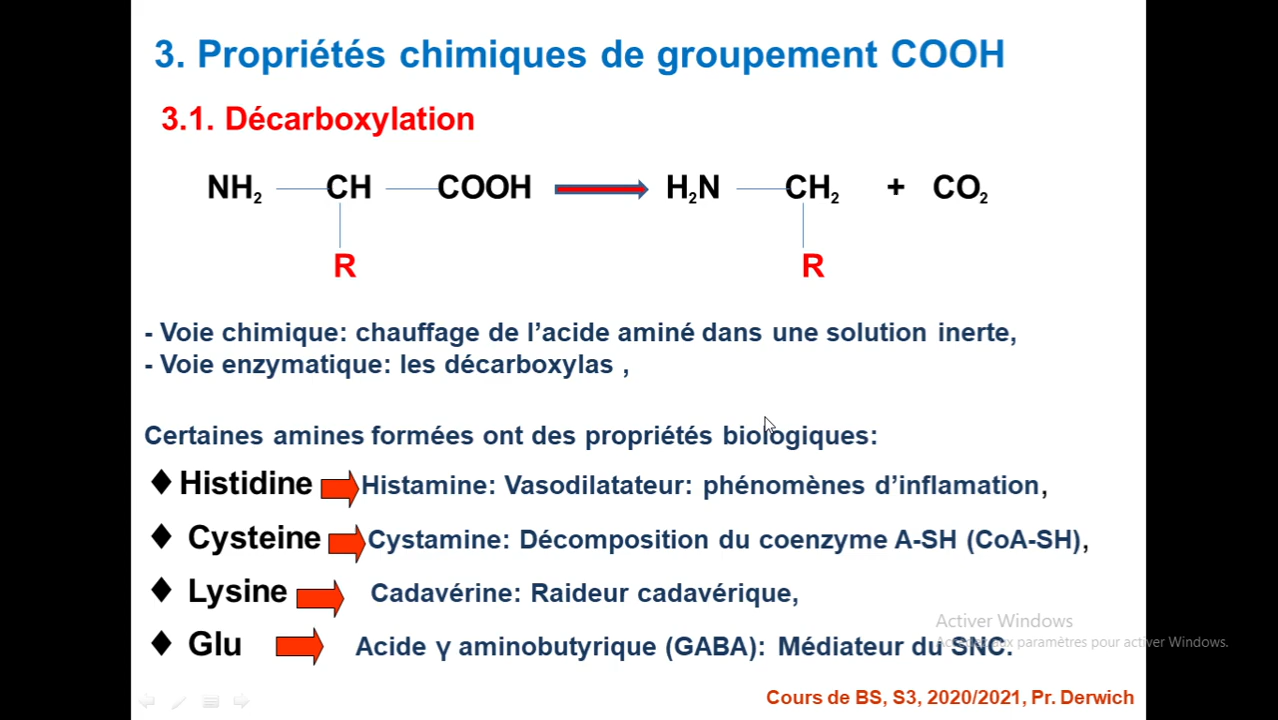 3. Propriétés chimiques de groupement COOH
3.1. Décarboxylation
NH2 CH COOH H2N CH2 + CO2
R R
- Voie chimique: chauffage de l’acide aminé dans une solution inerte,
- Voie enzymatique: les décarboxylas ,
Certaines amines formées ont des propriétés biologiques:
♦ Histidine Histamine: Vasodilatateur: phénomènes d’inflamation,
♦ Cysteine Cystamine: Décomposition du coenzyme A-SH (CoA-SH),
♦ Lysine Cadavérine: Raideur cadavérique,
Activer Windows
♦ Glu Acide γ aminobutyrique (GABA): Médiateur du SNC.
Accédez aux paramètres pour activer Windows.
Cours de BS, S3, 2020/2021, Pr. Derwich